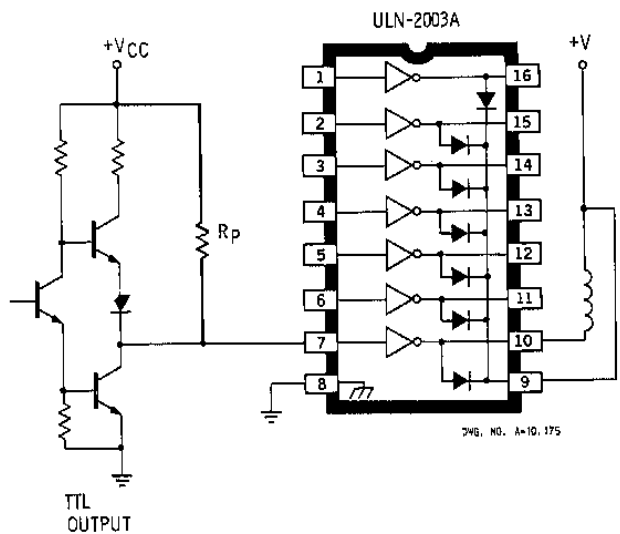 ULN-2003A
+VCC
+V
1
16
2
15
3
14
4
13
5
12
6
11
7
10
8
9
RP
DWG. NO. A-10,175
TTL
OUTPUT